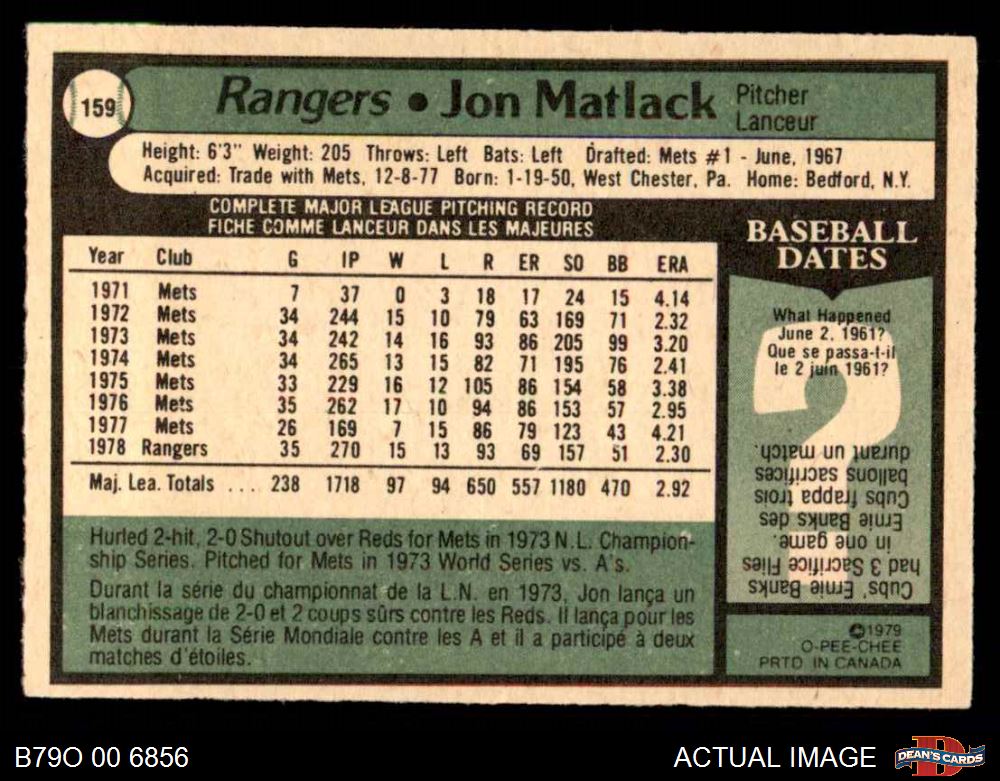 159
Rangers • Jon Matlack
Pitcher
Lanceur
Height: 6'3" Weight: 205 Throws: Left Bats: Left Drafted: Mets #1 - June, 1967
Acquired: Trade with Mets, 12-8-77 Born: 1-19-50, West Chester, Pa. Home: Bedford, N.Y.
COMPLETE MAJOR LEAGUE PITCHING RECORD
FICHE COMME LANCEUR DANS LES MAJEURES
Year Club G IP W L R ER SO BB ERA
1971 Mets 7 37 0 3 18 17 24 15 4.14
1972 Mets 34 244 15 10 79 63 169 71 2.32
1973 Mets 34 242 14 16 93 86 205 99 3.20
1974 Mets 34 265 13 15 82 71 195 76 2.41
1975 Mets 33 229 16 12 105 86 154 58 3.38
1976 Mets 35 262 17 10 94 86 153 57 2.95
1977 Mets 26 169 7 15 86 79 123 43 4.21
1978 Rangers 35 270 15 13 93 69 157 51 2.30
Maj. Lea. Totals .... 238 1718 97 94 650 557 1180 470 2.92
Hurled 2-hit, 2-0 Shutout over Reds for Mets in 1973 N.L. Champion-
ship Series. Pitched for Mets in 1973 World Series vs. A's.
Durant la série du championnat de la L.N. en 1973, Jon lança un
blanchissage de 2-0 et 2 coups sûrs contre les Reds. Il lança pour les
Mets durant la Série Mondiale contre les A et il a participé à deux
matches d'étoiles.
BASEBALL
DATES
What Happened
June 2, 1961?
Que se passa-t-il
le 2 juin 1961?
Cubs' Ernie Banks
had 3 Sacrifice Flies
in one game.
Ernie Banks des
Cubs frappa trois
ballons sacrifices
durant un match.
©1979
O-PEE-CHEE
PRTD IN CANADA
B79O 00 6856
ACTUAL IMAGE
D
DEAN'S CARDS